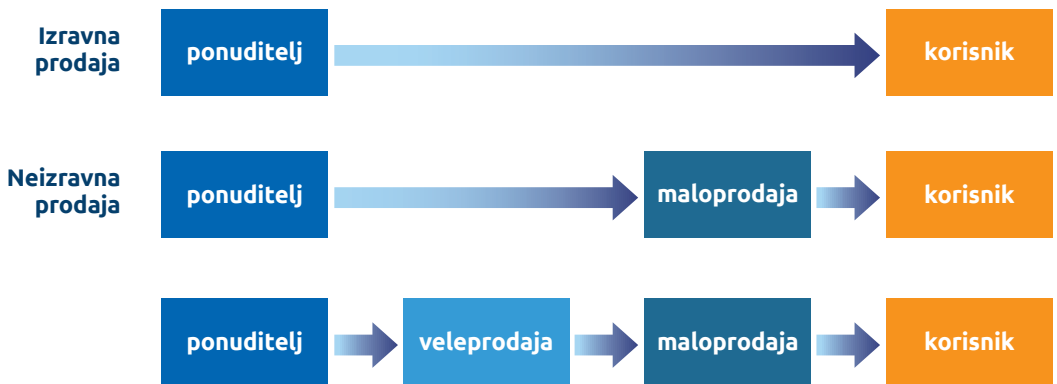 Izravna
prodaja
ponuditelj
korisnik
Neizravna
prodaja
ponuditelj
maloprodaja
korisnik
ponuditelj
veleprodaja
maloprodaja
korisnik